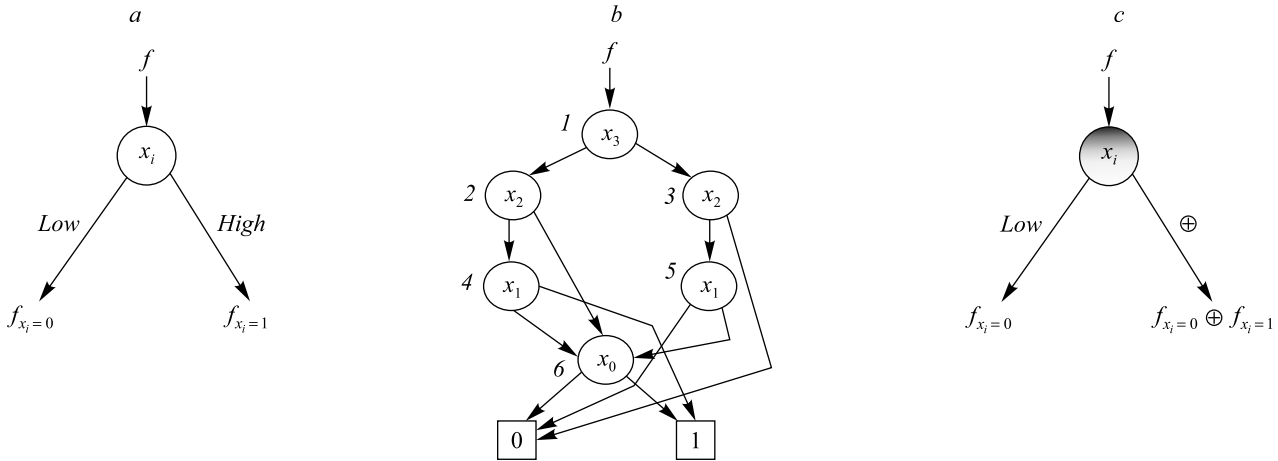 a
f
x_i
Low
High
f_{x_i = 0}
f_{x_i = 1}
b
f
1
x_3
2
x_2
3
x_2
4
x_1
5
x_1
6
x_0
0
1
c
f
x_i
Low
⊕
f_{x_i = 0}
f_{x_i = 0} ⊕ f_{x_i = 1}